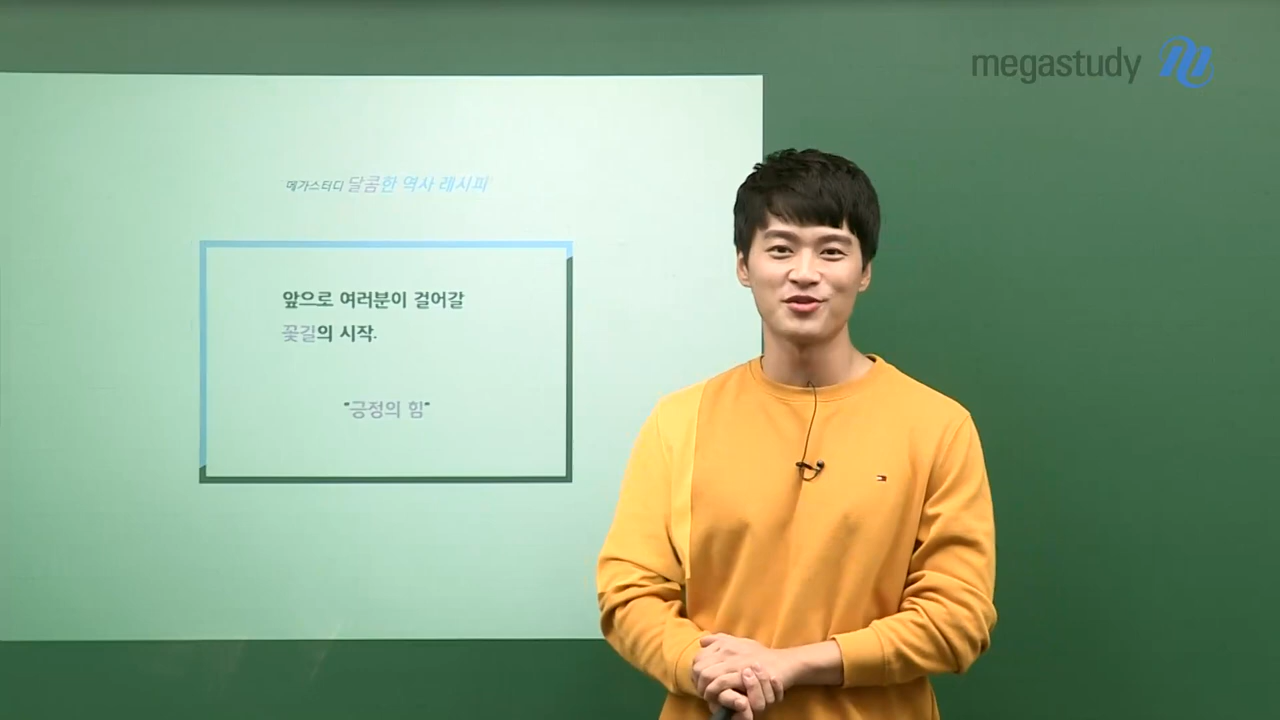 megastudy
메가스터디 달콤한 역사 레시피
앞으로 여러분이 걸어갈
꽃길의 시작.
"긍정의 힘"